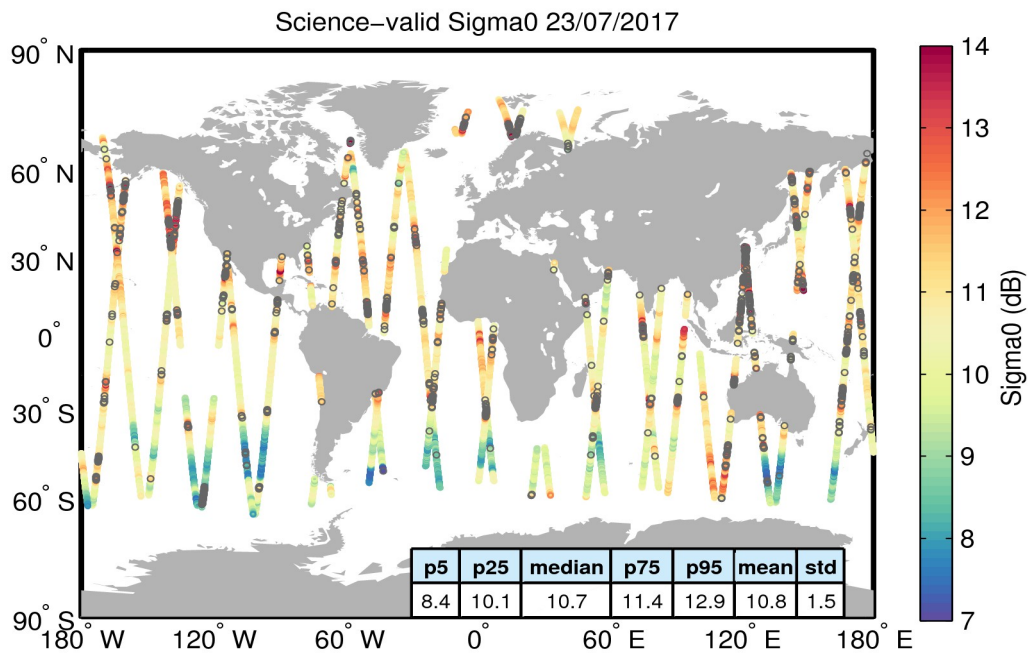 Science−valid Sigma0 23/07/2017
90° N
60° N
30° N
0°
30° S
60° S
90° S
180° W
120° W
60° W
0° E
60° E
120° E
180° E
p5 p25 median p75 p95 mean std
8.4 10.1 10.7 11.4 12.9 10.8 1.5
14
13
12
11
10
9
8
7
Sigma0 (dB)